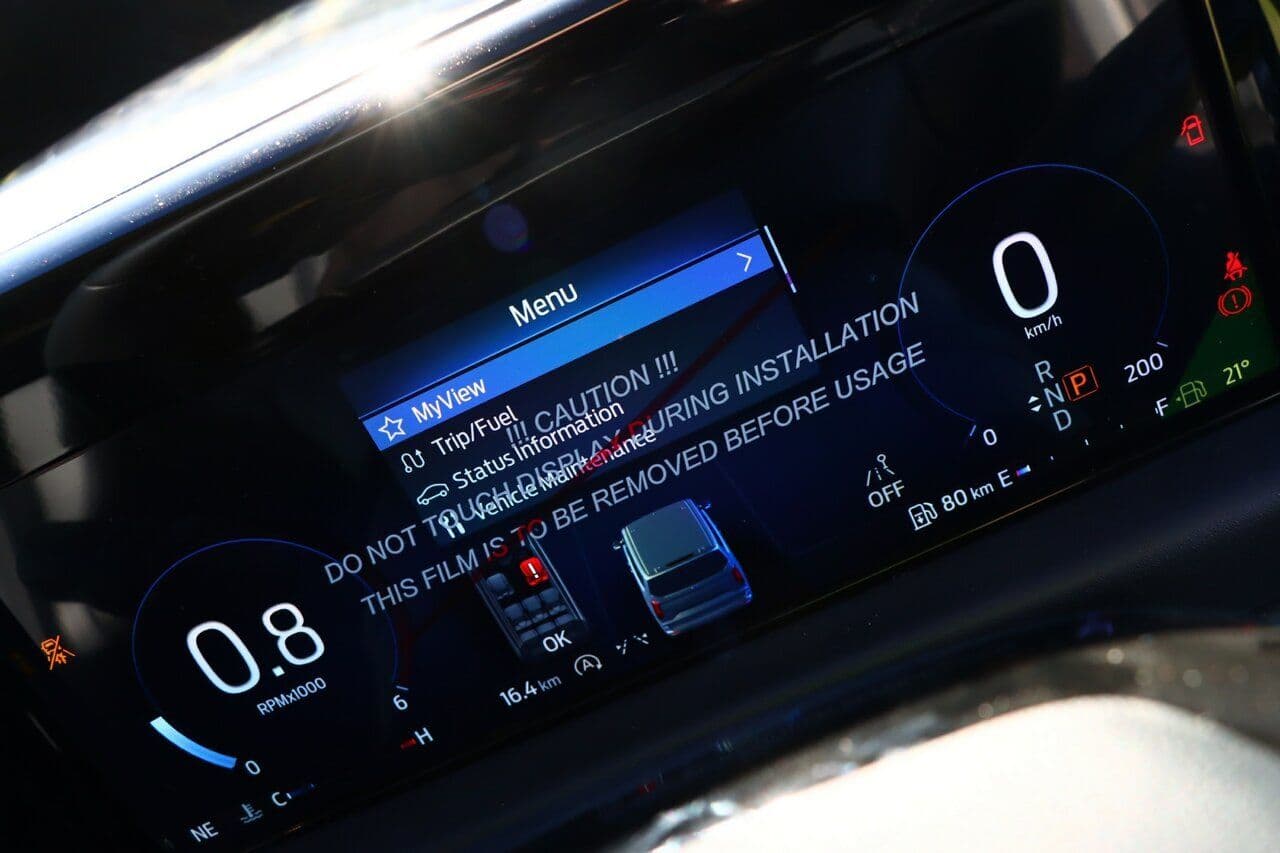 Menu
MyView
Trip/Fuel
Status Information
Vehicle Maintenance
!!! CAUTION !!!
DO NOT TOUCH DISPLAY DURING INSTALLATION
THIS FILM IS TO BE REMOVED BEFORE USAGE
0
km/h
R
N P
D
0
200
21°
OFF
80 km E
F
0.8
RPMx1000
6
0
OK
16.4 km
A
H
C
NE